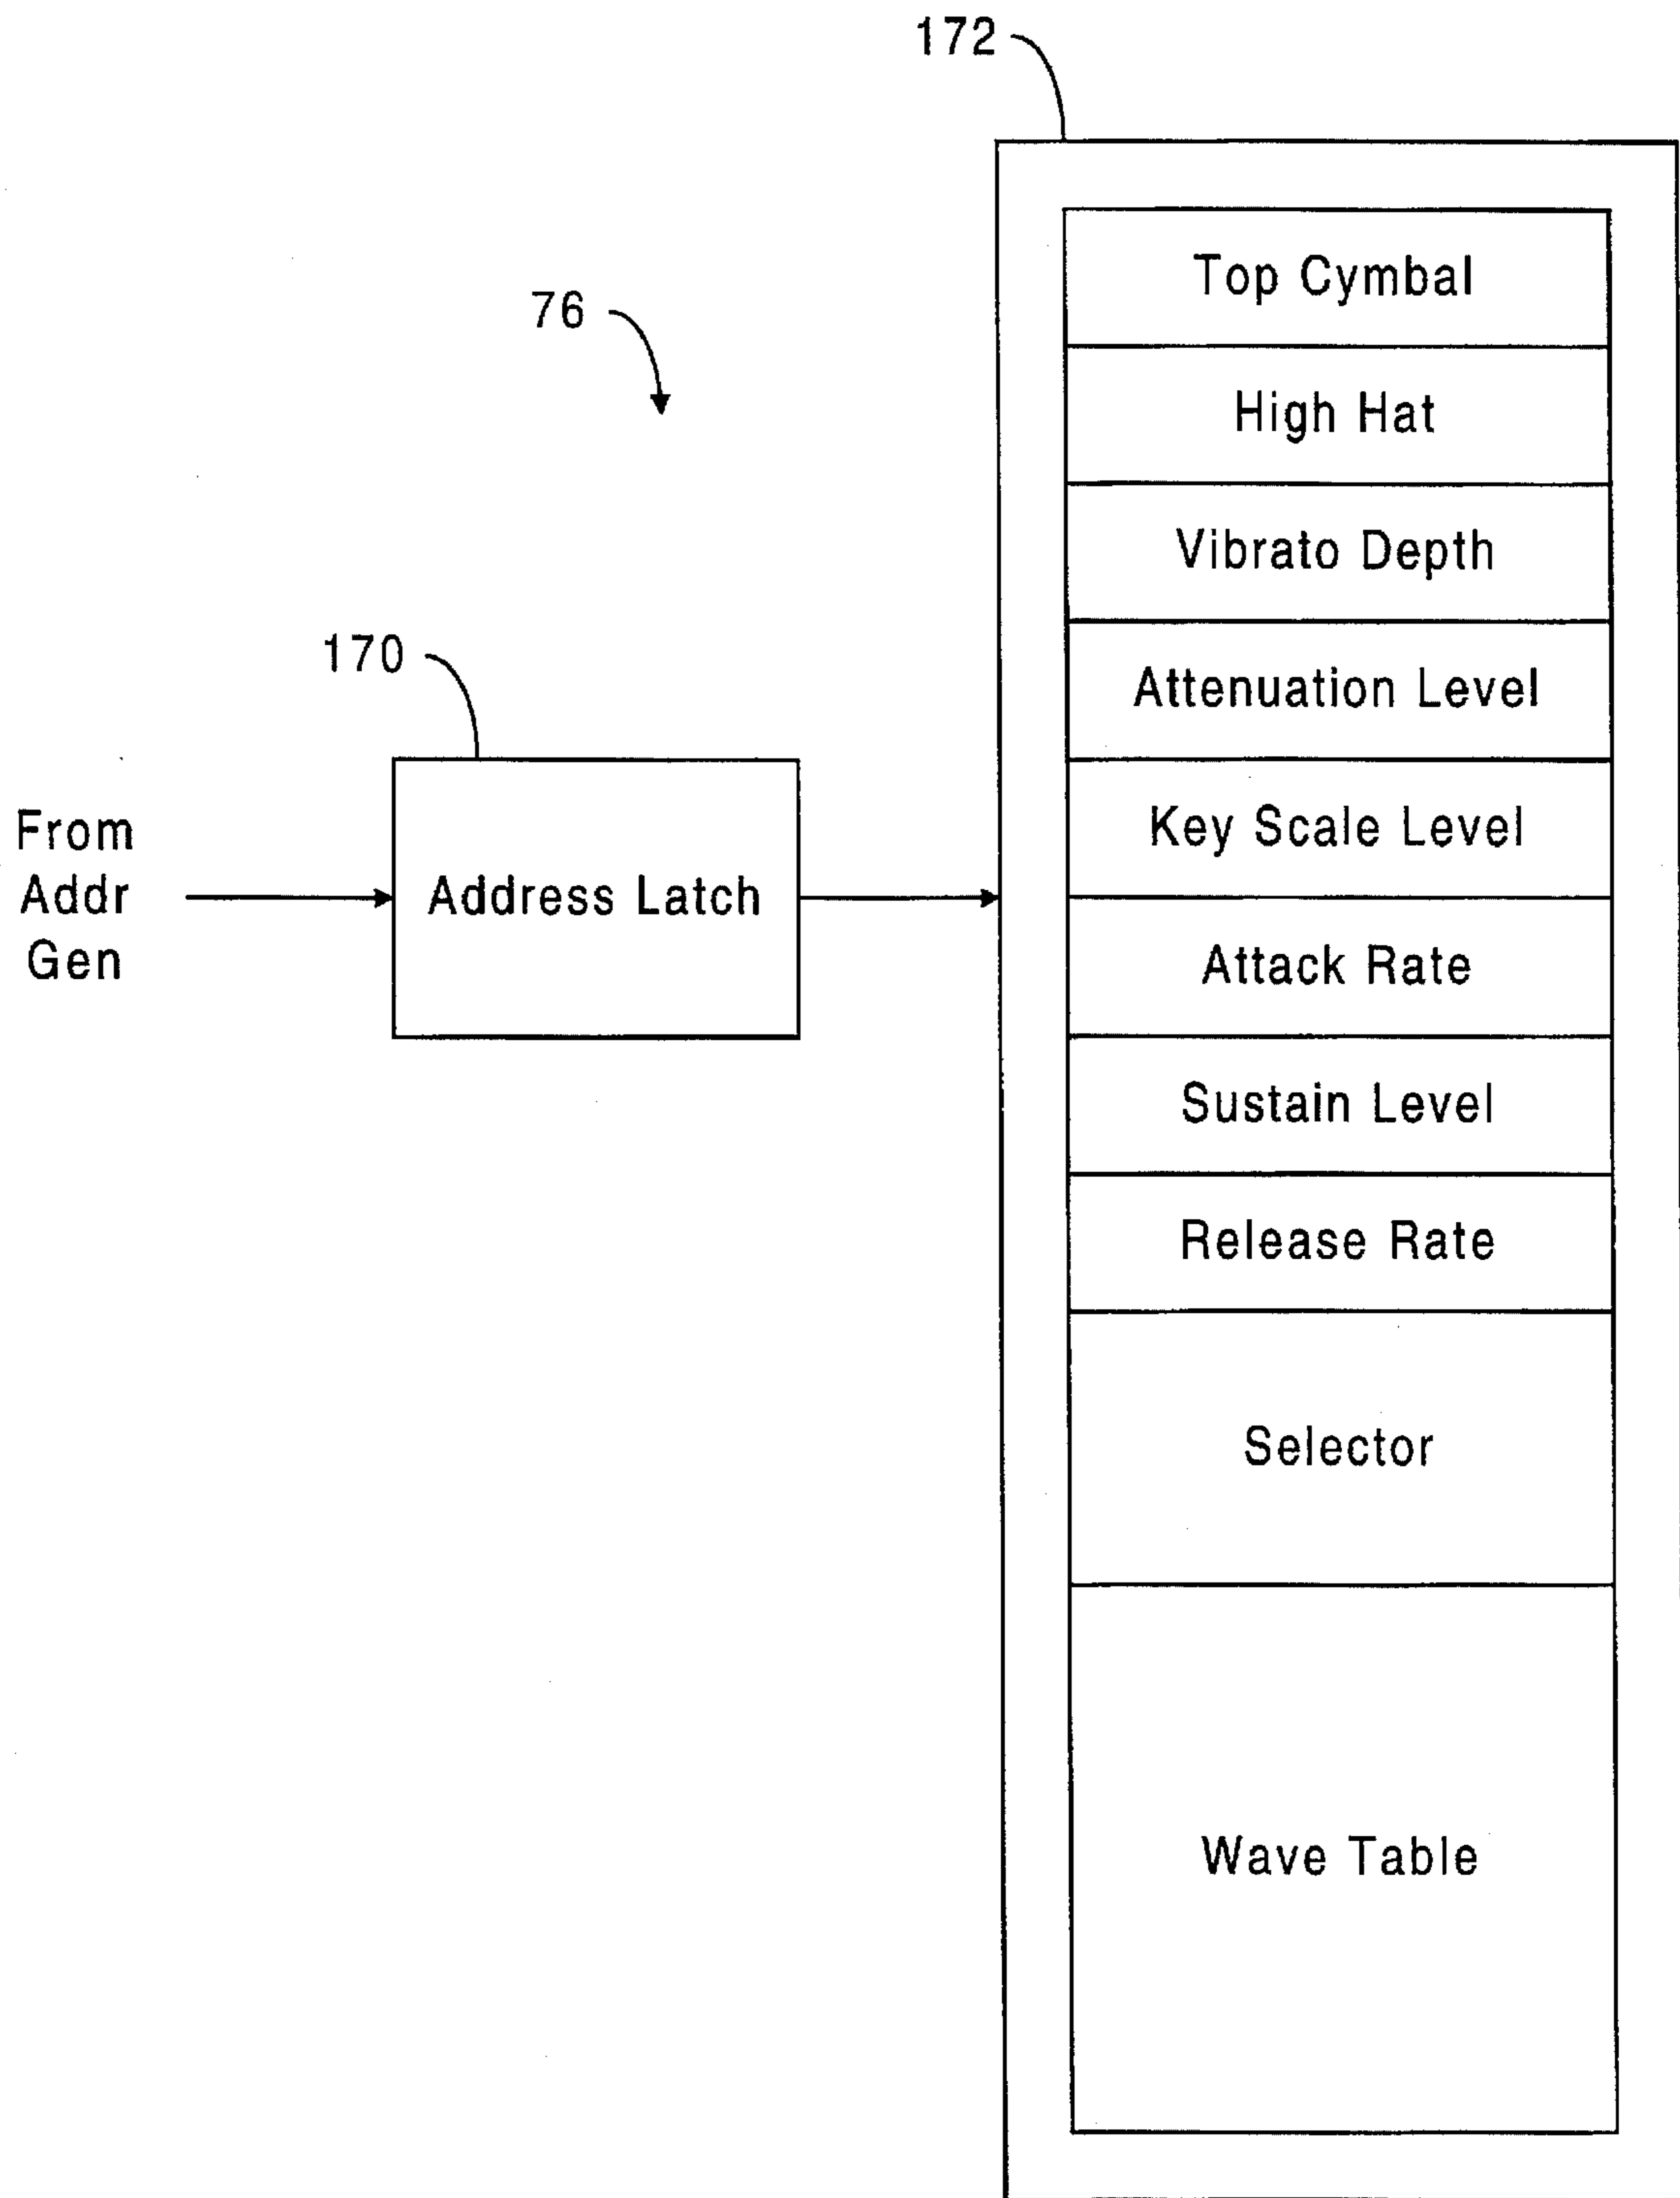 172
Top Cymbal
76
High Hat
Vibrato Depth
170
Attenuation Level
From
Addr
Gen
Address Latch
Key Scale Level
Attack Rate
Sustain Level
Release Rate
Selector
Wave Table